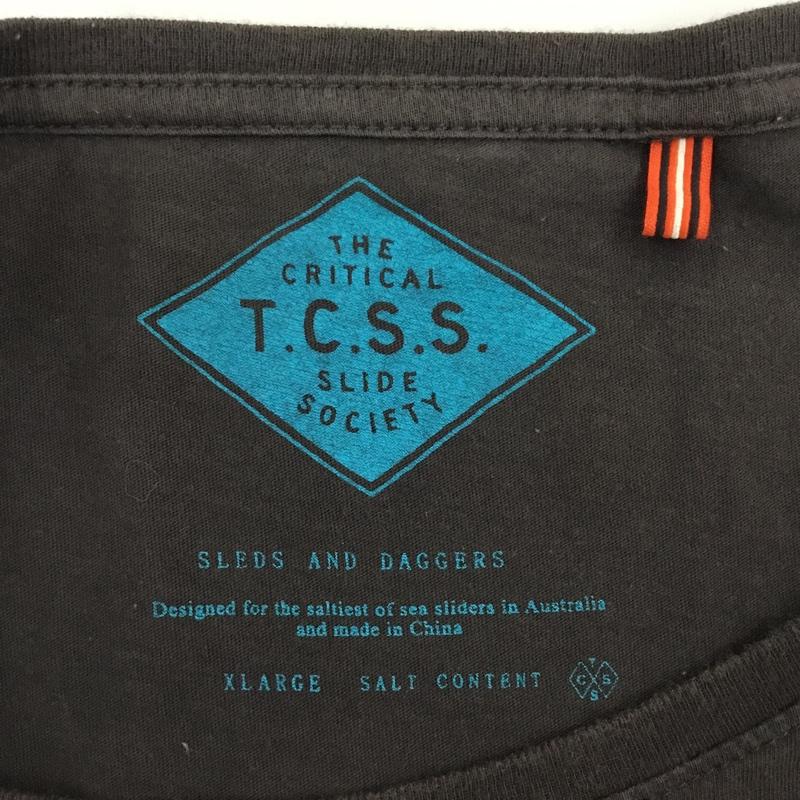 THE
CRITICAL
T.C.S.S.
SLIDE
SOCIETY
SLEDS AND DAGGERS
Designed for the saltiest of sea sliders in Australia
and made in China
XLARGE SALT CONTENT
T
C S
S